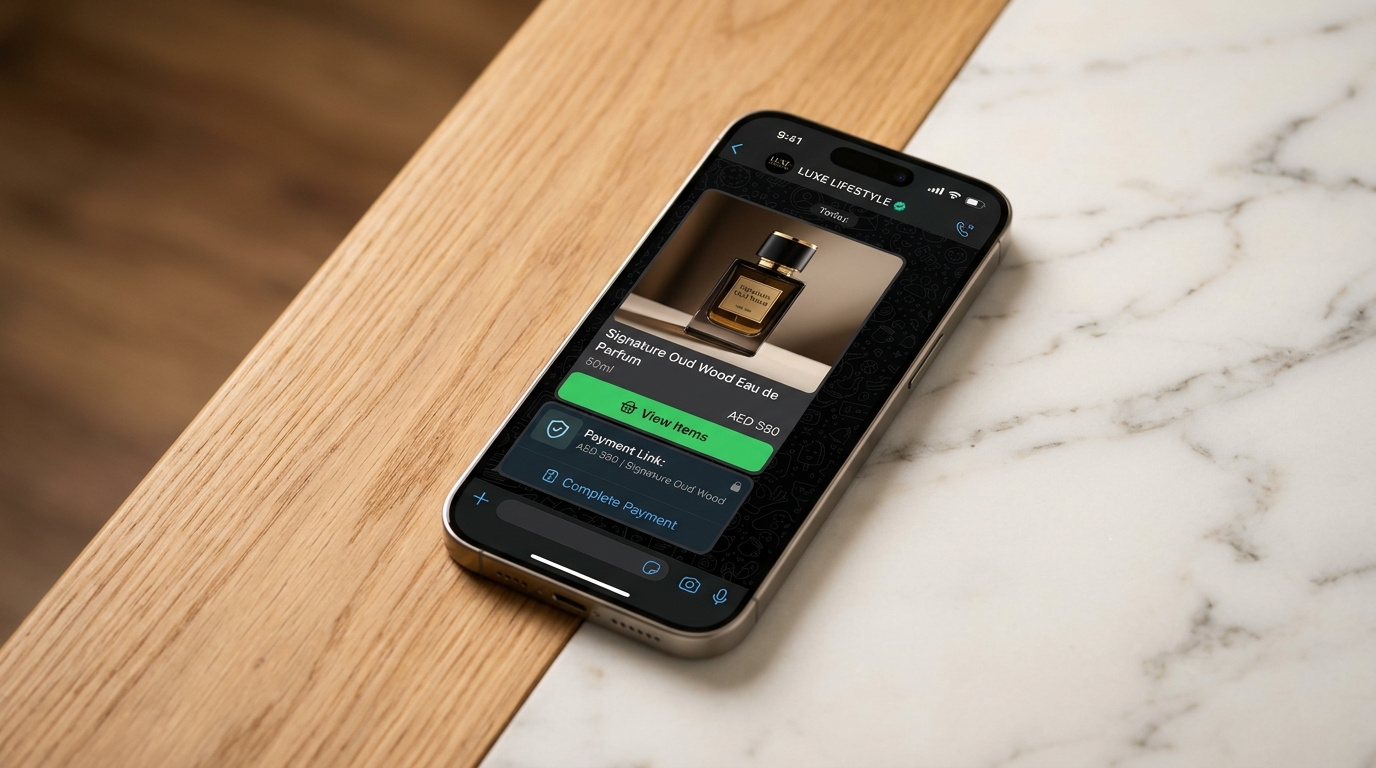 9:41
LUXE LIFESTYLE
Signature Oud Wood Eau de
Parfum
50ml
AED 580
View Items
Payment Link:
AED 580 / Signature Oud Wood
Complete Payment